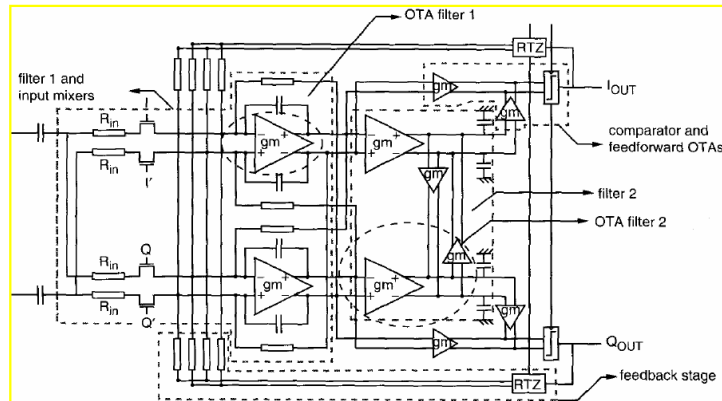 OTA filter 1
RTZ
filter 1 and
input mixers
gm
I_OUT
I
R_in
gm
gm
gm
comparator and
feedforward OTAs
R_in
I'
gm
filter 2
Q
R_in
gm
OTA filter 2
R_in
gm
gm
gm
Q'
gm
Q_OUT
RTZ
feedback stage